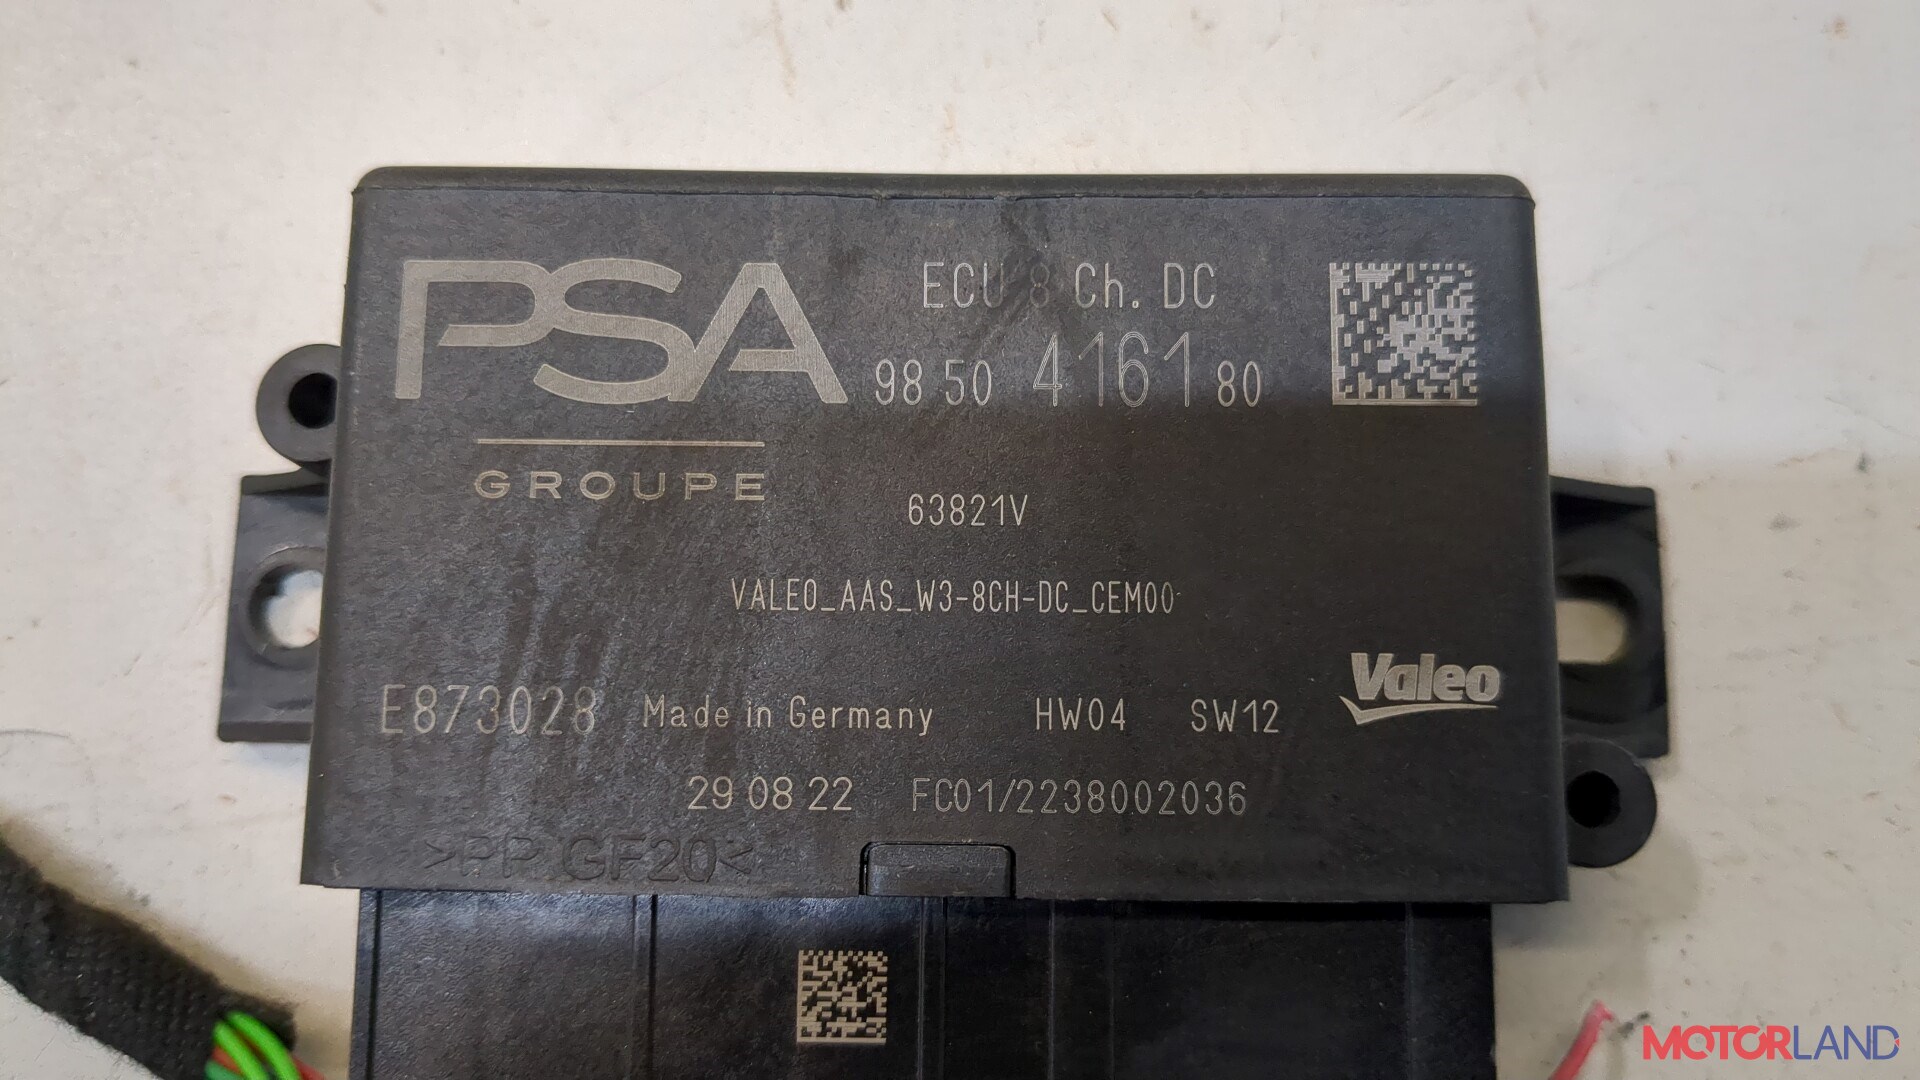 PSA
GROUPE
ECU 8 Ch. DC
98 50 4161 80
63821V
VALEO_AAS_W3-8CH-DC_CEM00
Valeo
E873028 Made in Germany HW04 SW12
29 08 22 FC01/2238002036
>PP GF20<
MOTORLAND